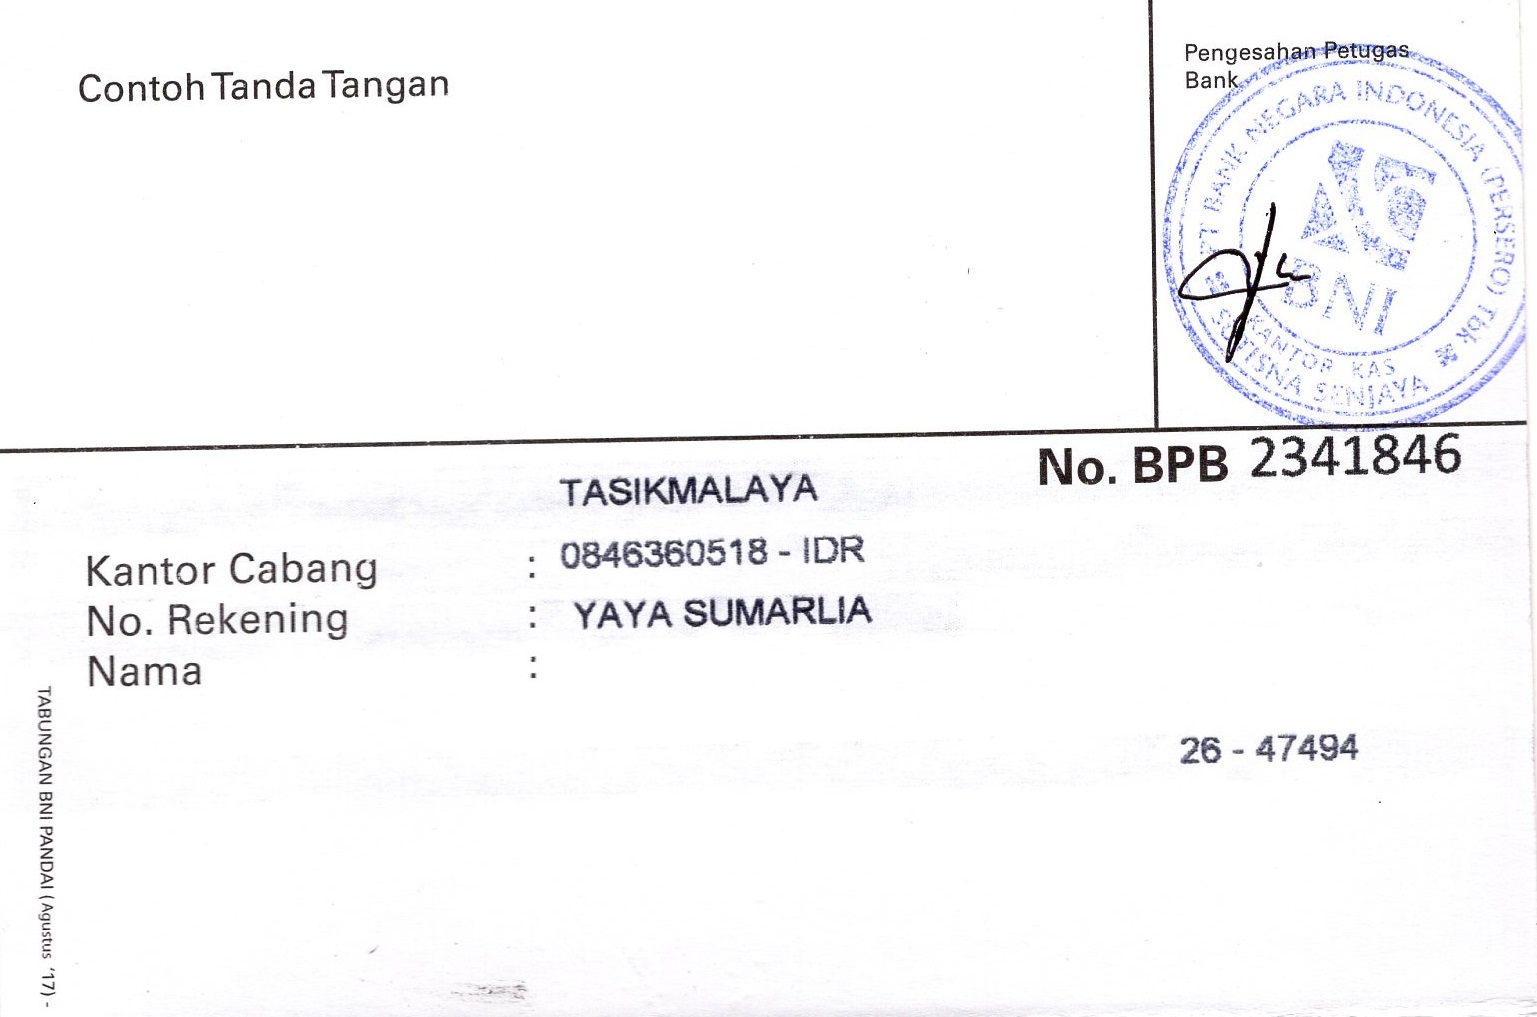 Contoh Tanda Tangan
Pengesahan Petugas
Bank
PT BANK NEGARA INDONESIA (PERSERO) Tbk
BNI
KANTOR KAS
SUTISNA SENJAYA
No. BPB 2341846
TASIKMALAYA
Kantor Cabang : 0846360518 - IDR
No. Rekening : YAYA SUMARLIA
Nama :
26 - 47494
TABUNGAN BNI PANDAI (Agustus '17) -